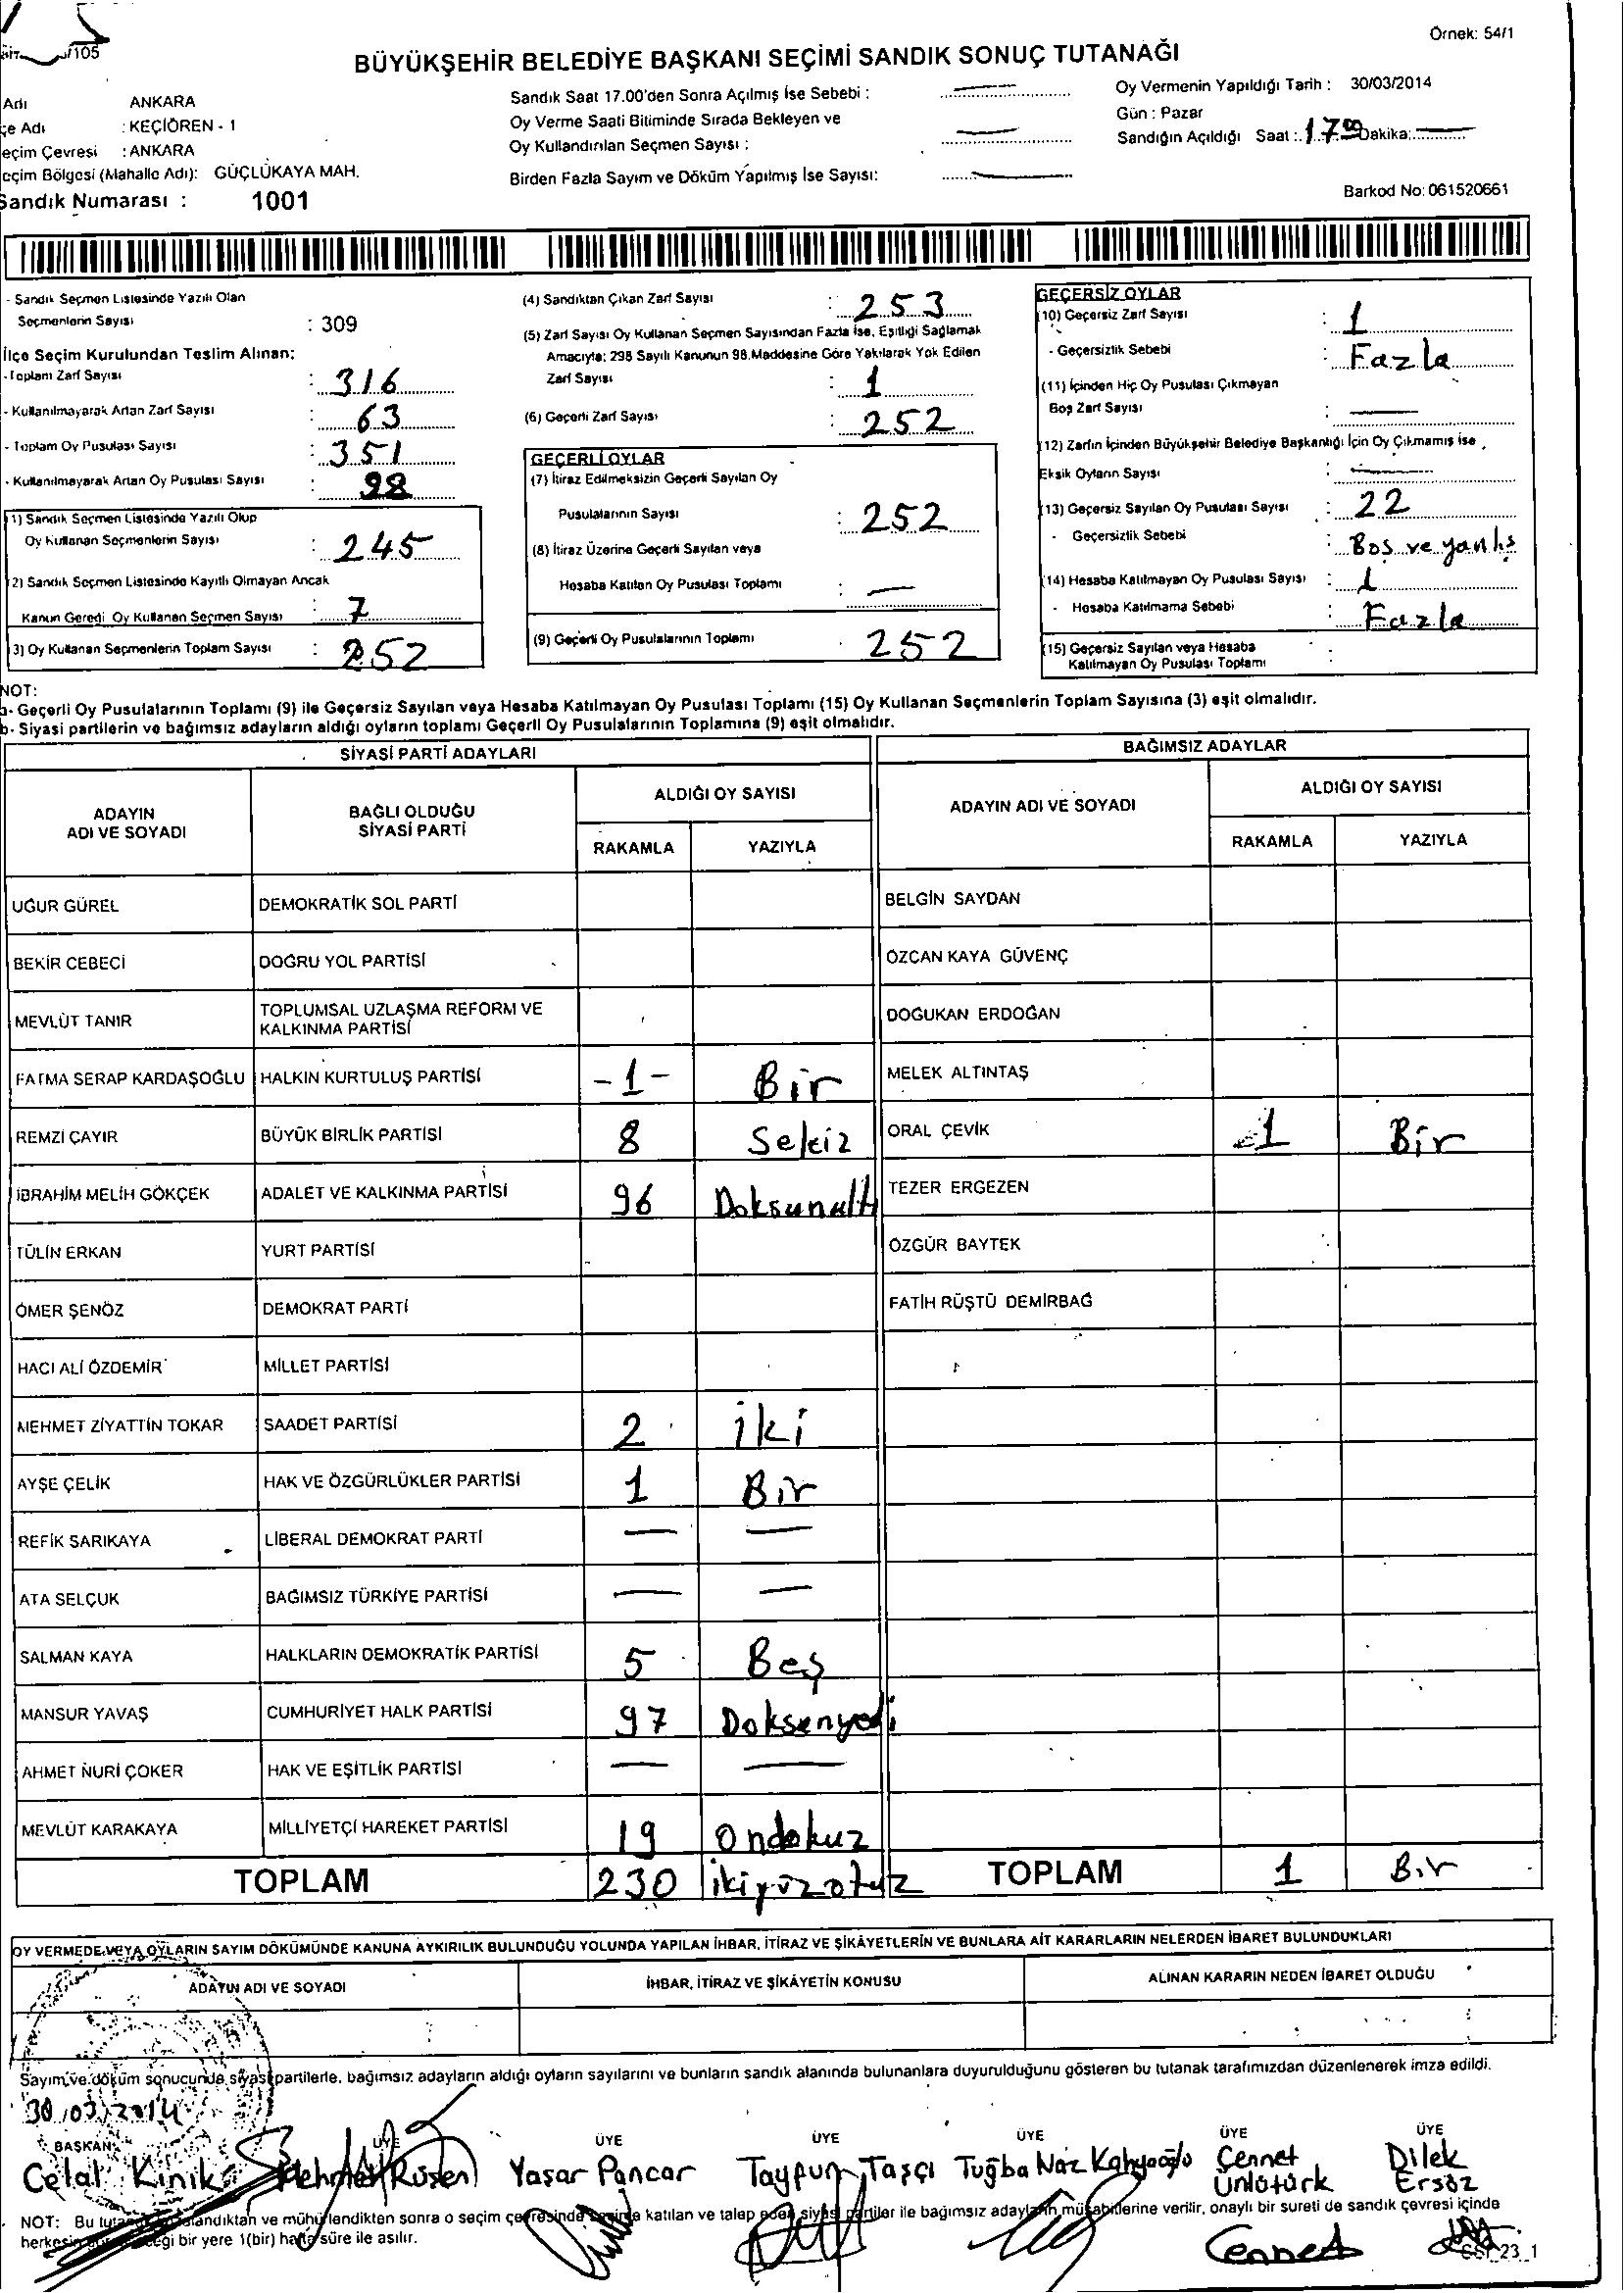 /105
Örnek: 54/1
BÜYÜKŞEHİR BELEDİYE BAŞKANI SEÇİMİ SANDIK SONUÇ TUTANAĞI
Adı ANKARA
çe Adı : KEÇİÖREN - 1
eçim Çevresi : ANKARA
eçim Bölgesi (Mahalle Adı): GÜÇLÜKAYA MAH.
Sandık Numarası : 1001
Sandık Saat 17.00'den Sonra Açılmış İse Sebebi :
Oy Verme Saati Bitiminde Sırada Bekleyen ve
Oy Kullandırılan Seçmen Sayısı :
Birden Fazla Sayım ve Döküm Yapılmış İse Sayısı:
Oy Vermenin Yapıldığı Tarih : 30/03/2014
Gün : Pazar
Sandığın Açıldığı Saat : 17.00 Dakika:
Barkod No: 061520661
- Sandık Seçmen Listesinde Yazılı Olan
Seçmenlerin Sayısı : 309
İlçe Seçim Kurulundan Teslim Alınan:
- Toplam Zarf Sayısı : 316
- Kullanılmayarak Artan Zarf Sayısı : 63
- Toplam Oy Pusulası Sayısı : 351
- Kullanılmayarak Artan Oy Pusulası Sayısı : 98
1) Sandık Seçmen Listesinde Yazılı Olup
Oy Kullanan Seçmenlerin Sayısı : 245
2) Sandık Seçmen Listesinde Kayıtlı Olmayan Ancak
Kanun Gereği Oy Kullanan Seçmen Sayısı : 7
3) Oy Kullanan Seçmenlerin Toplam Sayısı : 252
(4) Sandıktan Çıkan Zarf Sayısı : 253
(5) Zarf Sayısı Oy Kullanan Seçmen Sayısından Fazla İse, Eşitliği Sağlamak
Amacıyla; 298 Sayılı Kanunun 98.Maddesine Göre Yakılarak Yok Edilen
Zarf Sayısı : 1
(6) Geçerli Zarf Sayısı : 252
GEÇERLİ OYLAR
(7) İtiraz Edilmeksizin Geçerli Sayılan Oy
Pusulalarının Sayısı : 252
(8) İtiraz Üzerine Geçerli Sayılan veya
Hesaba Katılan Oy Pusulası Toplamı : —
(9) Geçerli Oy Pusulalarının Toplamı : 252
GEÇERSİZ OYLAR
(10) Geçersiz Zarf Sayısı : 1
- Geçersizlik Sebebi : Fazla
(11) İçinden Hiç Oy Pusulası Çıkmayan
Boş Zarf Sayısı : —
(12) Zarfın İçinden Büyükşehir Belediye Başkanlığı İçin Oy Çıkmamış İse
Eksik Oyların Sayısı : —
(13) Geçersiz Sayılan Oy Pusulası Sayısı : 22
- Geçersizlik Sebebi : Boş ve yanlış
(14) Hesaba Katılmayan Oy Pusulası Sayısı : 1
- Hesaba Katılmama Sebebi : Fazla
(15) Geçersiz Sayılan veya Hesaba
Katılmayan Oy Pusulası Toplamı :
NOT:
a- Geçerli Oy Pusulalarının Toplamı (9) ile Geçersiz Sayılan veya Hesaba Katılmayan Oy Pusulası Toplamı (15) Oy Kullanan Seçmenlerin Toplam Sayısına (3) eşit olmalıdır.
b- Siyasi partilerin ve bağımsız adayların aldığı oyların toplamı Geçerli Oy Pusulalarının Toplamına (9) eşit olmalıdır.
SİYASİ PARTİ ADAYLARI
ADAYIN
ADI VE SOYADI
BAĞLI OLDUĞU
SİYASİ PARTİ
ALDIĞI OY SAYISI
RAKAMLA YAZIYLA
UĞUR GÜREL DEMOKRATİK SOL PARTİ
BEKİR CEBECİ DOĞRU YOL PARTİSİ
MEVLÜT TANIR TOPLUMSAL UZLAŞMA REFORM VE
KALKINMA PARTİSİ
FATMA SERAP KARDAŞOĞLU HALKIN KURTULUŞ PARTİSİ -1- Bir
REMZİ ÇAYIR BÜYÜK BİRLİK PARTİSİ 8 Sekiz
İBRAHİM MELİH GÖKÇEK ADALET VE KALKINMA PARTİSİ 96 Doksanaltı
TÜLİN ERKAN YURT PARTİSİ
ÖMER ŞENÖZ DEMOKRAT PARTİ
HACI ALİ ÖZDEMİR MİLLET PARTİSİ
MEHMET ZİYATTİN TOKAR SAADET PARTİSİ 2 iki
AYŞE ÇELİK HAK VE ÖZGÜRLÜKLER PARTİSİ 1 Bir
REFİK SARIKAYA LİBERAL DEMOKRAT PARTİ — —
ATA SELÇUK BAĞIMSIZ TÜRKİYE PARTİSİ — —
SALMAN KAYA HALKLARIN DEMOKRATİK PARTİSİ 5 Beş
MANSUR YAVAŞ CUMHURİYET HALK PARTİSİ 97 Doksanyedi
AHMET NURİ ÇOKER HAK VE EŞİTLİK PARTİSİ — —
MEVLÜT KARAKAYA MİLLİYETÇİ HAREKET PARTİSİ 19 Ondokuz
TOPLAM 230 ikiyüzotuz
BAĞIMSIZ ADAYLAR
ADAYIN ADI VE SOYADI
ALDIĞI OY SAYISI
RAKAMLA YAZIYLA
BELGİN SAYDAN
ÖZCAN KAYA GÜVENÇ
DOĞUKAN ERDOĞAN
MELEK ALTINTAŞ
ORAL ÇEVİK 1 Bir
TEZER ERGEZEN
ÖZGÜR BAYTEK
FATİH RÜŞTÜ DEMİRBAĞ
TOPLAM 1 Bir
OY VERMEDE VEYA OYLARIN SAYIM DÖKÜMÜNDE KANUNA AYKIRILIK BULUNDUĞU YOLUNDA YAPILAN İHBAR, İTİRAZ VE ŞİKÂYETLERİN VE BUNLARA AİT KARARLARIN NELERDEN İBARET BULUNDUKLARI
ADAYIN ADI VE SOYADI İHBAR, İTİRAZ VE ŞİKÂYETİN KONUSU ALINAN KARARIN NEDEN İBARET OLDUĞU
Sayım ve döküm sonucunda siyasi partilerle, bağımsız adayların aldığı oyların sayılarını ve bunların sandık alanında bulunanlara duyurulduğunu gösteren bu tutanak tarafımızdan düzenlenerek imza edildi.
30/03/2014
BAŞKAN ÜYE ÜYE ÜYE ÜYE ÜYE ÜYE
Celal Kınık Mehmet Rüşen Yaşar Pancar Taypun Taşçı Tuğba Naz Kahyaoğlu Cennet Ünlütürk Dilek Ersöz
NOT: Bu tutanak ve mühürlendikten sonra o seçim çevresinde seçime katılan ve talep eden siyasi partiler ile bağımsız adayların müşahitlerine verilir, onaylı bir sureti de sandık çevresi içinde
bir yere 1(bir) hafta süre ile asılır.
Cennet
23_1